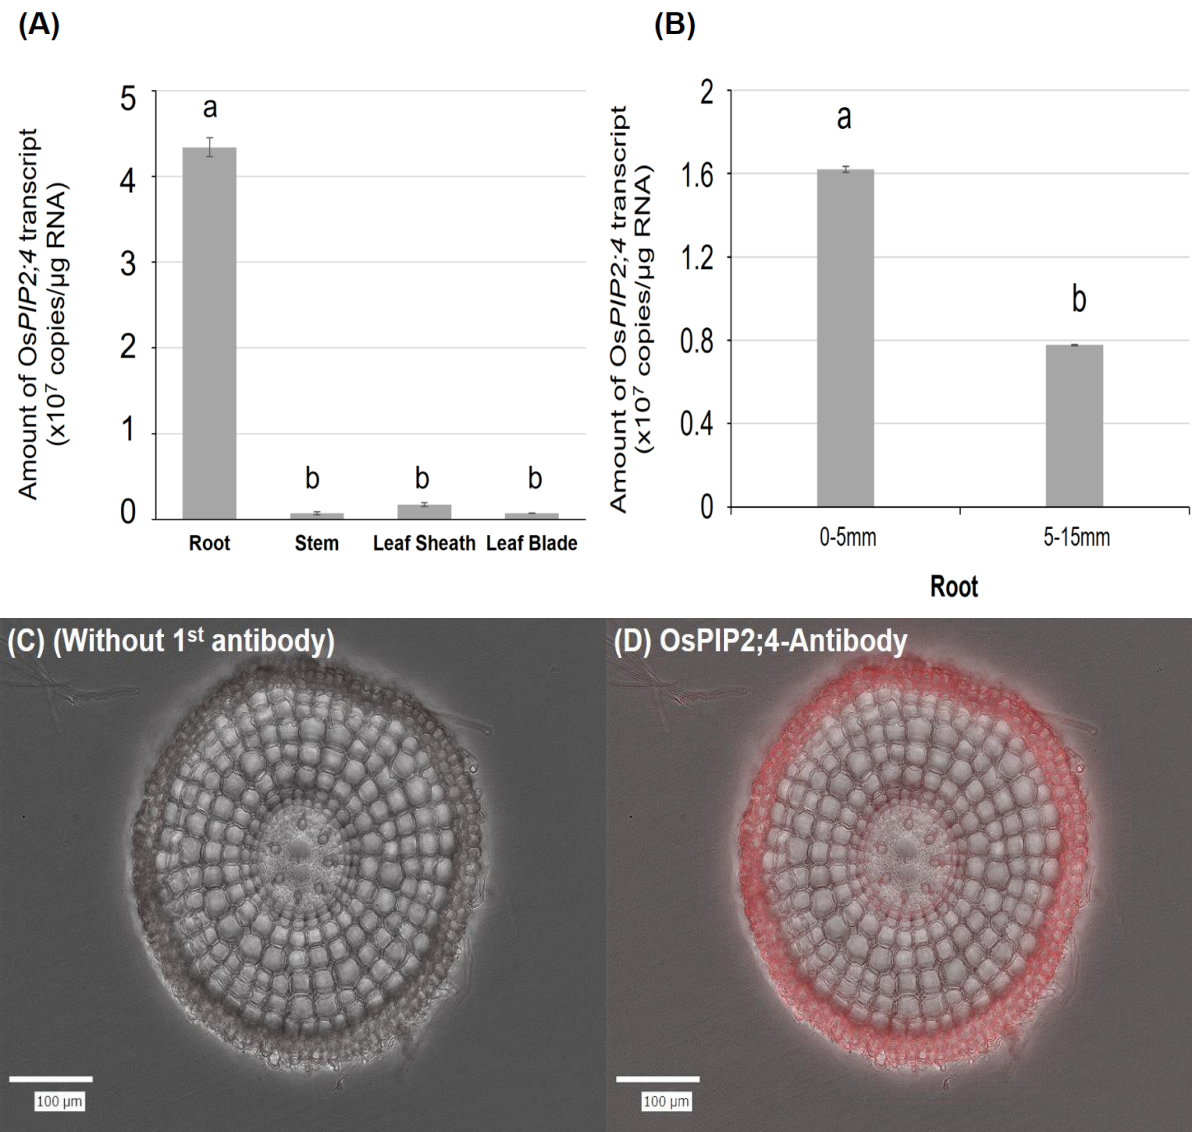 (A)
Amount of OsPIP2;4 transcript
(x10⁷ copies/µg RNA)
5
4
3
2
1
0
a
b
b
b
Root
Stem
Leaf Sheath
Leaf Blade
(B)
Amount of OsPIP2;4 transcript
(x10⁷ copies/µg RNA)
2
1.6
1.2
0.8
0.4
0
a
b
0-5mm
5-15mm
Root
(C) (Without 1ˢᵗ antibody)
100 µm
(D) OsPIP2;4-Antibody
100 µm